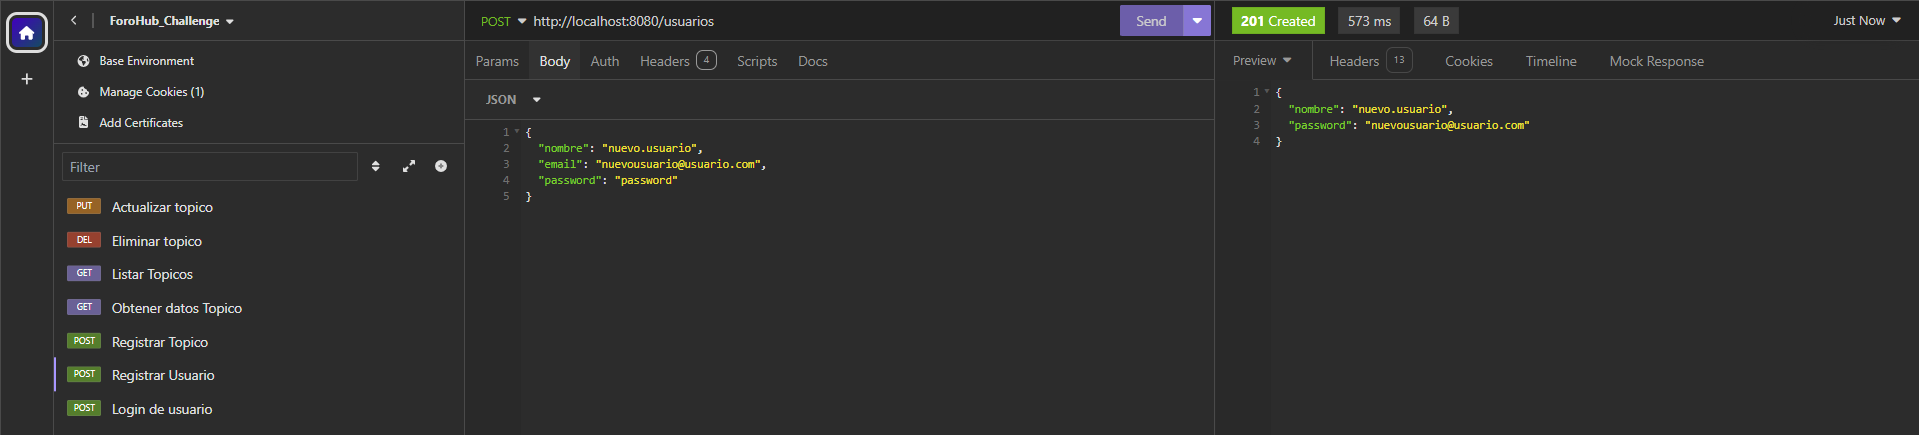 ForoHub_Challenge
Base Environment
Manage Cookies (1)
Add Certificates
Filter
PUT Actualizar topico
DEL Eliminar topico
GET Listar Topicos
GET Obtener datos Topico
POST Registrar Topico
POST Registrar Usuario
POST Login de usuario
POST http://localhost:8080/usuarios Send
Params Body Auth Headers 4 Scripts Docs
JSON
1 {
2 "nombre": "nuevo.usuario",
3 "email": "nuevousuario@usuario.com",
4 "password": "password"
5 }
201 Created 573 ms 64 B Just Now
Preview Headers 13 Cookies Timeline Mock Response
1 {
2 "nombre": "nuevo.usuario",
3 "password": "nuevousuario@usuario.com"
4 }